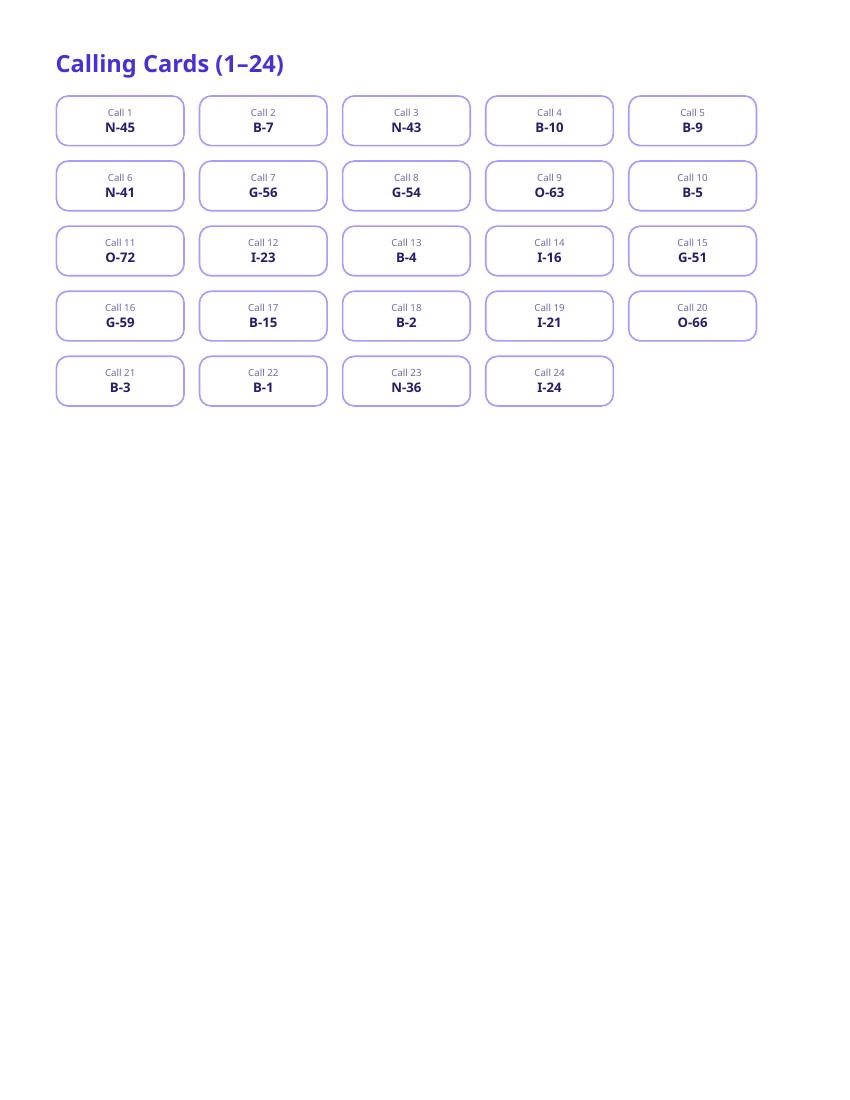 Calling Cards (1–24)
Call 1
N-45
Call 2
B-7
Call 3
N-43
Call 4
B-10
Call 5
B-9
Call 6
N-41
Call 7
G-56
Call 8
G-54
Call 9
O-63
Call 10
B-5
Call 11
O-72
Call 12
I-23
Call 13
B-4
Call 14
I-16
Call 15
G-51
Call 16
G-59
Call 17
B-15
Call 18
B-2
Call 19
I-21
Call 20
O-66
Call 21
B-3
Call 22
B-1
Call 23
N-36
Call 24
I-24